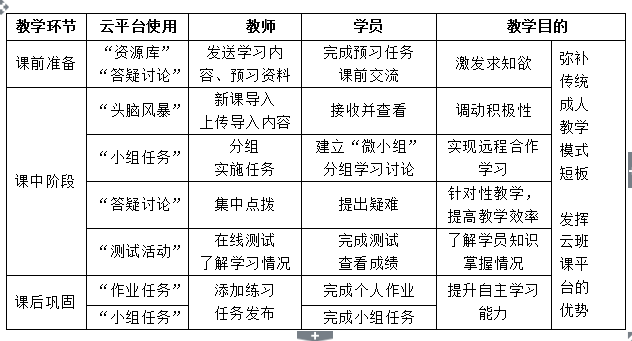 教学环节 云平台使用 教师 学员 教学目的
课前准备
“资源库”
“答疑讨论”
发送学习内
容、预习资料
完成预习任务
课前交流
激发求知欲
课中阶段
“头脑风暴”
新课导入
上传导入内容
接收并查看
调动积极性
“小组任务”
分组
实施任务
建立“微小组”
分组学习讨论
实现远程合作
学习
“答疑讨论”
集中点拨
提出疑难
针对性教学，
提高教学效率
“测试活动”
在线测试
了解学习情况
完成测试
查看成绩
了解学员知识
掌握情况
课后巩固
“作业任务”
“小组任务”
添加练习
任务发布
完成个人作业
完成小组任务
提升自主学习
能力
弥补
传统
成人
教学
模式
短板
发挥
云班
课平
台的
优势